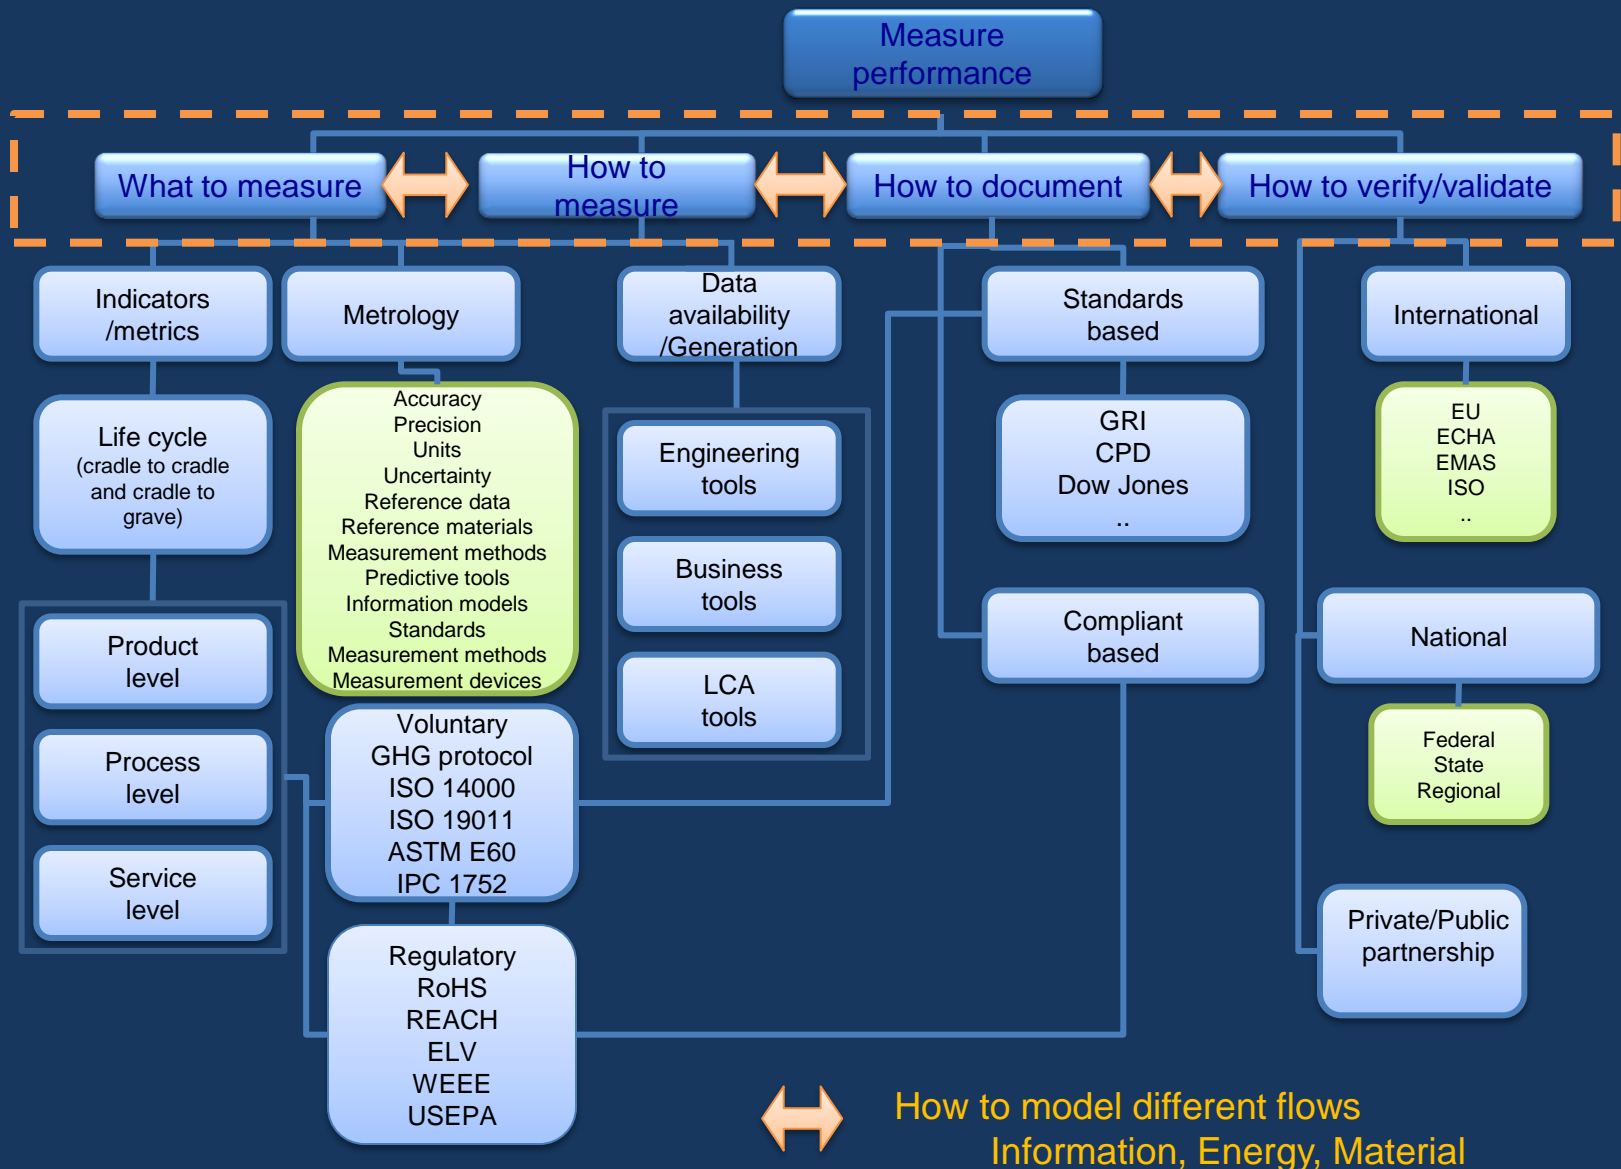 Measure
performance
What to measure
How to
measure
How to document
How to verify/validate
Indicators
/metrics
Metrology
Data
availability
/Generation
Standards
based
International
Life cycle
(cradle to cradle
and cradle to
grave)
Accuracy
Precision
Units
Uncertainty
Reference data
Reference materials
Measurement methods
Predictive tools
Information models
Standards
Measurement methods
Measurement devices
Engineering
tools
Business
tools
LCA
tools
GRI
CPD
Dow Jones
..
EU
ECHA
EMAS
ISO
..
Compliant
based
National
Federal
State
Regional
Private/Public
partnership
Product
level
Process
level
Service
level
Voluntary
GHG protocol
ISO 14000
ISO 19011
ASTM E60
IPC 1752
Regulatory
RoHS
REACH
ELV
WEEE
USEPA
How to model different flows
Information, Energy, Material